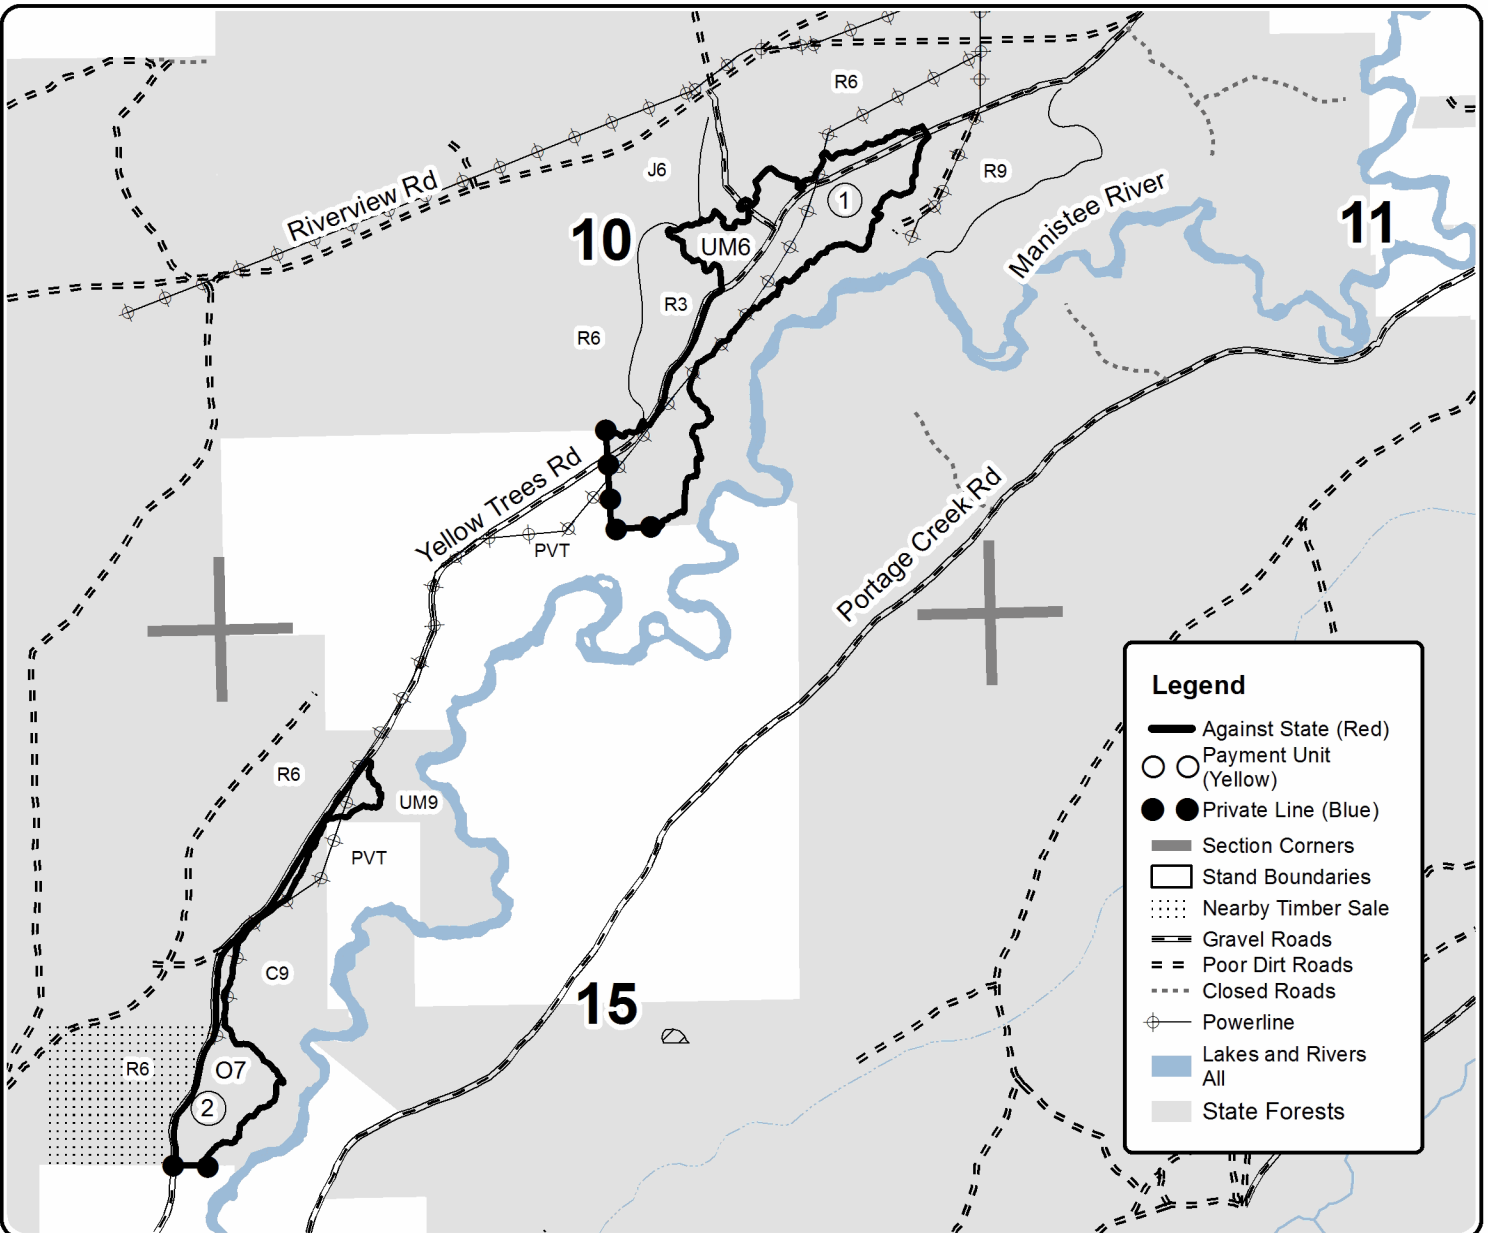 R6
J6
R9
Riverview Rd
1
Manistee River
10
11
UM6
R3
R6
Yellow Trees Rd
PVT
Portage Creek Rd
R6
UM9
PVT
C9
15
R6
O7
2
Legend
Against State (Red)
Payment Unit
(Yellow)
Private Line (Blue)
Section Corners
Stand Boundaries
Nearby Timber Sale
Gravel Roads
Poor Dirt Roads
Closed Roads
Powerline
Lakes and Rivers
All
State Forests